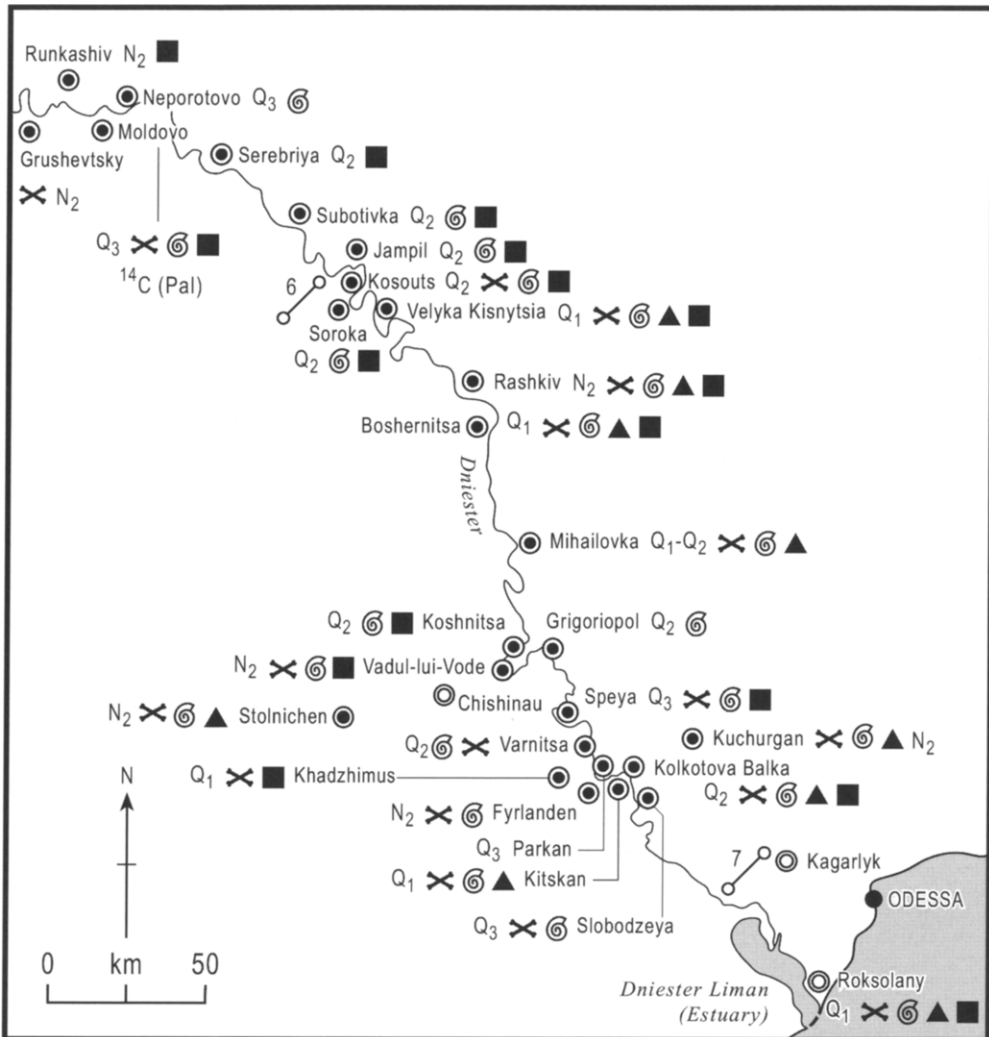 Runkashiv N₂
Neporotovo Q₃
Moldovo
Grushevtsky
N₂
Serebriya Q₂
Q₃
¹⁴C (Pal)
Subotivka Q₂
Jampil Q₂
Kosouts Q₂
6
Velyka Kisnytsia Q₁
Soroka
Q₂
Rashkiv N₂
Boshernitsa Q₁
Dniester
Mihailovka Q₁-Q₂
Q₂ Koshnitsa
Grigoriopol Q₂
N₂ Vadul-lui-Vode
Chishinau
Speya Q₃
N₂ Stolnichen
Kuchurgan N₂
Q₂ Varnitsa
Kolkotova Balka
Q₂
Q₁ Khadzhimus
N₂ Fyrlanden
Q₃ Parkan
Q₁ Kitskan
Q₃ Slobodzeya
7
Kagarlyk
ODESSA
N
0 km 50
Dniester Liman
(Estuary)
Roksolany
Q₁